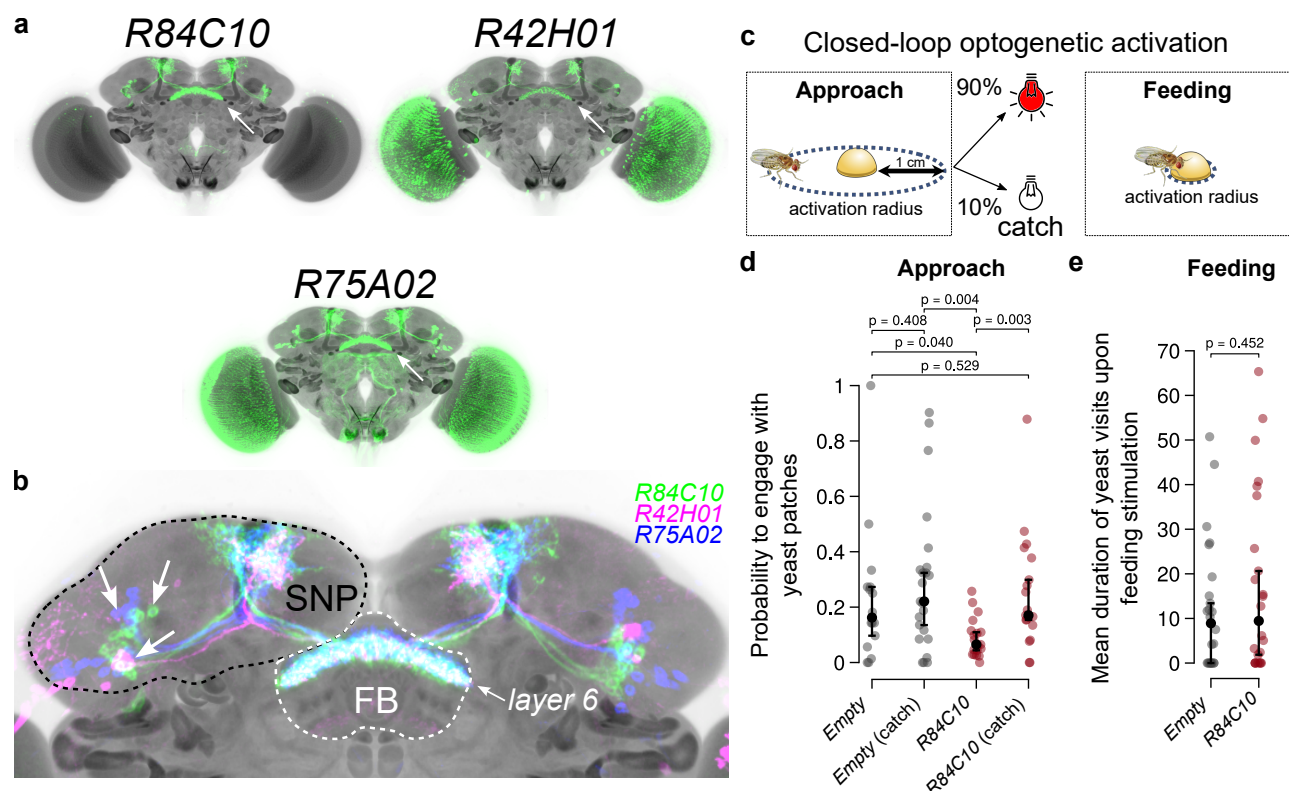 a
R84C10
R42H01
R75A02
b
R84C10
R42H01
R75A02
SNP
FB
layer 6
c
Closed-loop optogenetic activation
Approach
90%
Feeding
1 cm
activation radius
10%
catch
activation radius
d
Approach
p = 0.004
p = 0.408
p = 0.003
p = 0.040
p = 0.529
Probability to engage with
yeast patches
1
0.8
0.6
0.4
0.2
0
Empty
Empty (catch)
R84C10
R84C10 (catch)
e
Feeding
p = 0.452
Mean duration of yeast visits upon
feeding stimulation
70
60
50
40
30
20
10
0
Empty
R84C10